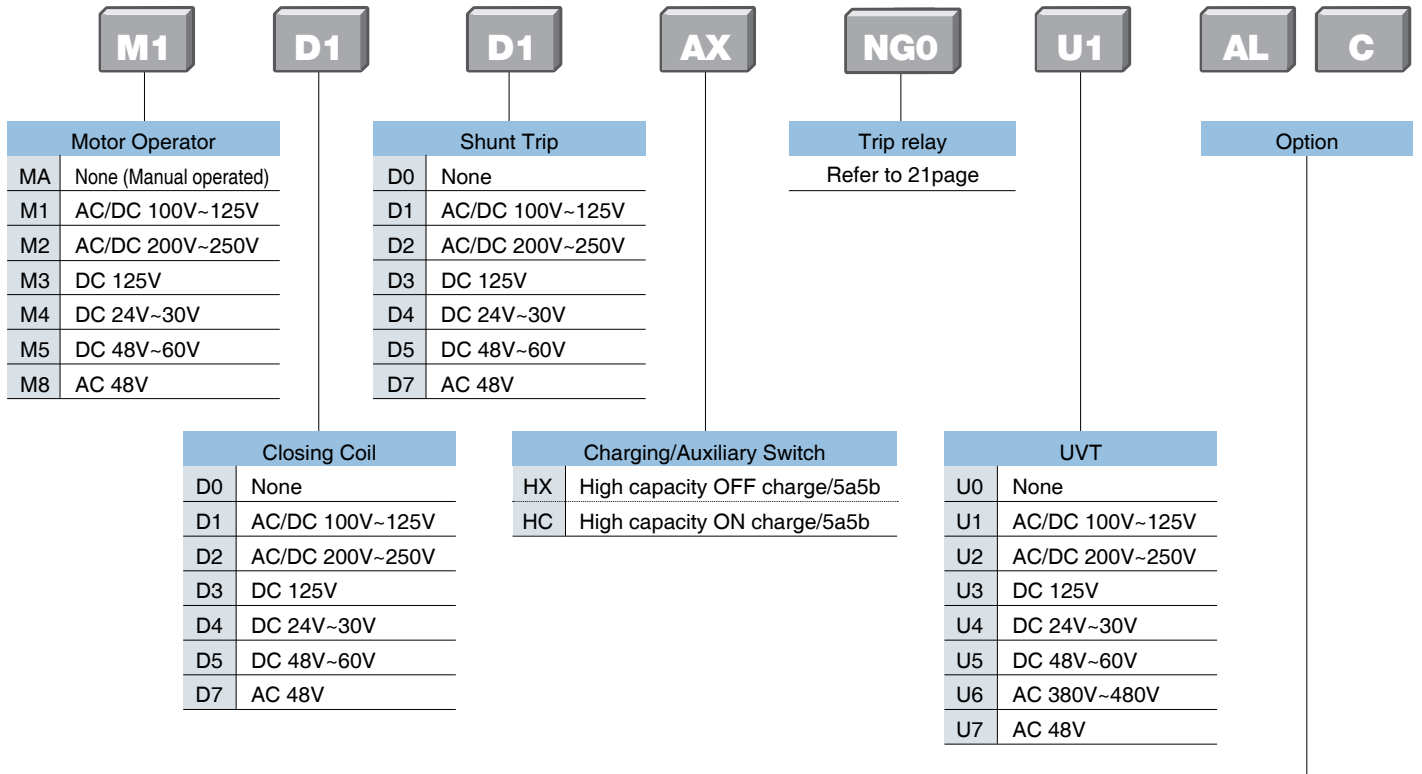 M1 D1 D1 AX NG0 U1 AL C
Motor Operator
MA None (Manual operated)
M1 AC/DC 100V~125V
M2 AC/DC 200V~250V
M3 DC 125V
M4 DC 24V~30V
M5 DC 48V~60V
M8 AC 48V
Shunt Trip
D0 None
D1 AC/DC 100V~125V
D2 AC/DC 200V~250V
D3 DC 125V
D4 DC 24V~30V
D5 DC 48V~60V
D7 AC 48V
Trip relay
Refer to 21page
Option
Closing Coil
D0 None
D1 AC/DC 100V~125V
D2 AC/DC 200V~250V
D3 DC 125V
D4 DC 24V~30V
D5 DC 48V~60V
D7 AC 48V
Charging/Auxiliary Switch
HX High capacity OFF charge/5a5b
HC High capacity ON charge/5a5b
UVT
U0 None
U1 AC/DC 100V~125V
U2 AC/DC 200V~250V
U3 DC 125V
U4 DC 24V~30V
U5 DC 48V~60V
U6 AC 380V~480V
U7 AC 48V